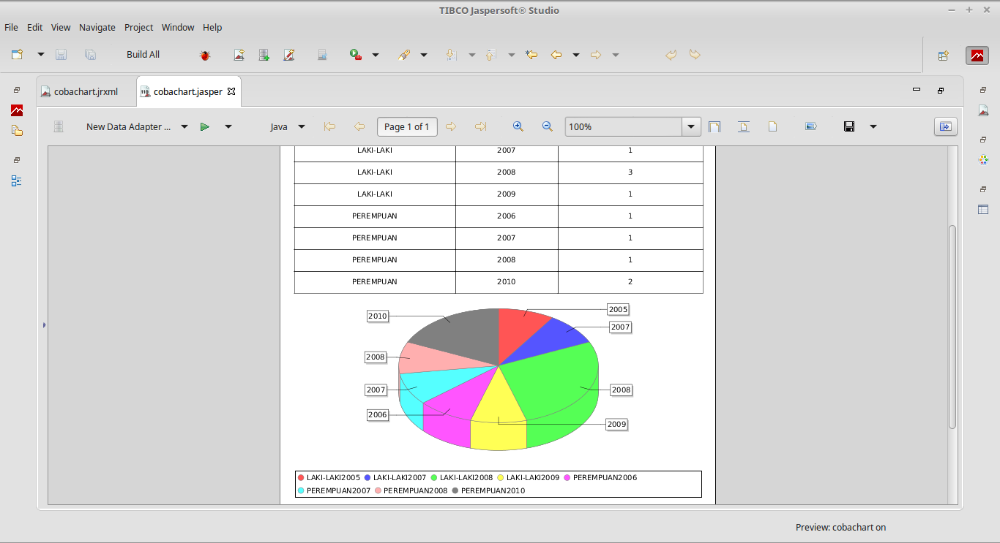 TIBCO Jaspersoft® Studio
File Edit View Navigate Project Window Help
Build All
cobachart.jrxml cobachart.jasper
New Data Adapter ... Java Page 1 of 1 100%
LAKI-LAKI 2007 1
LAKI-LAKI 2008 3
LAKI-LAKI 2009 1
PEREMPUAN 2006 1
PEREMPUAN 2007 1
PEREMPUAN 2008 1
PEREMPUAN 2010 2
2010 2005
2007
2008
2007 2008
2006 2009
LAKI-LAKI2005 LAKI-LAKI2007 LAKI-LAKI2008 LAKI-LAKI2009 PEREMPUAN2006
PEREMPUAN2007 PEREMPUAN2008 PEREMPUAN2010
Preview: cobachart on